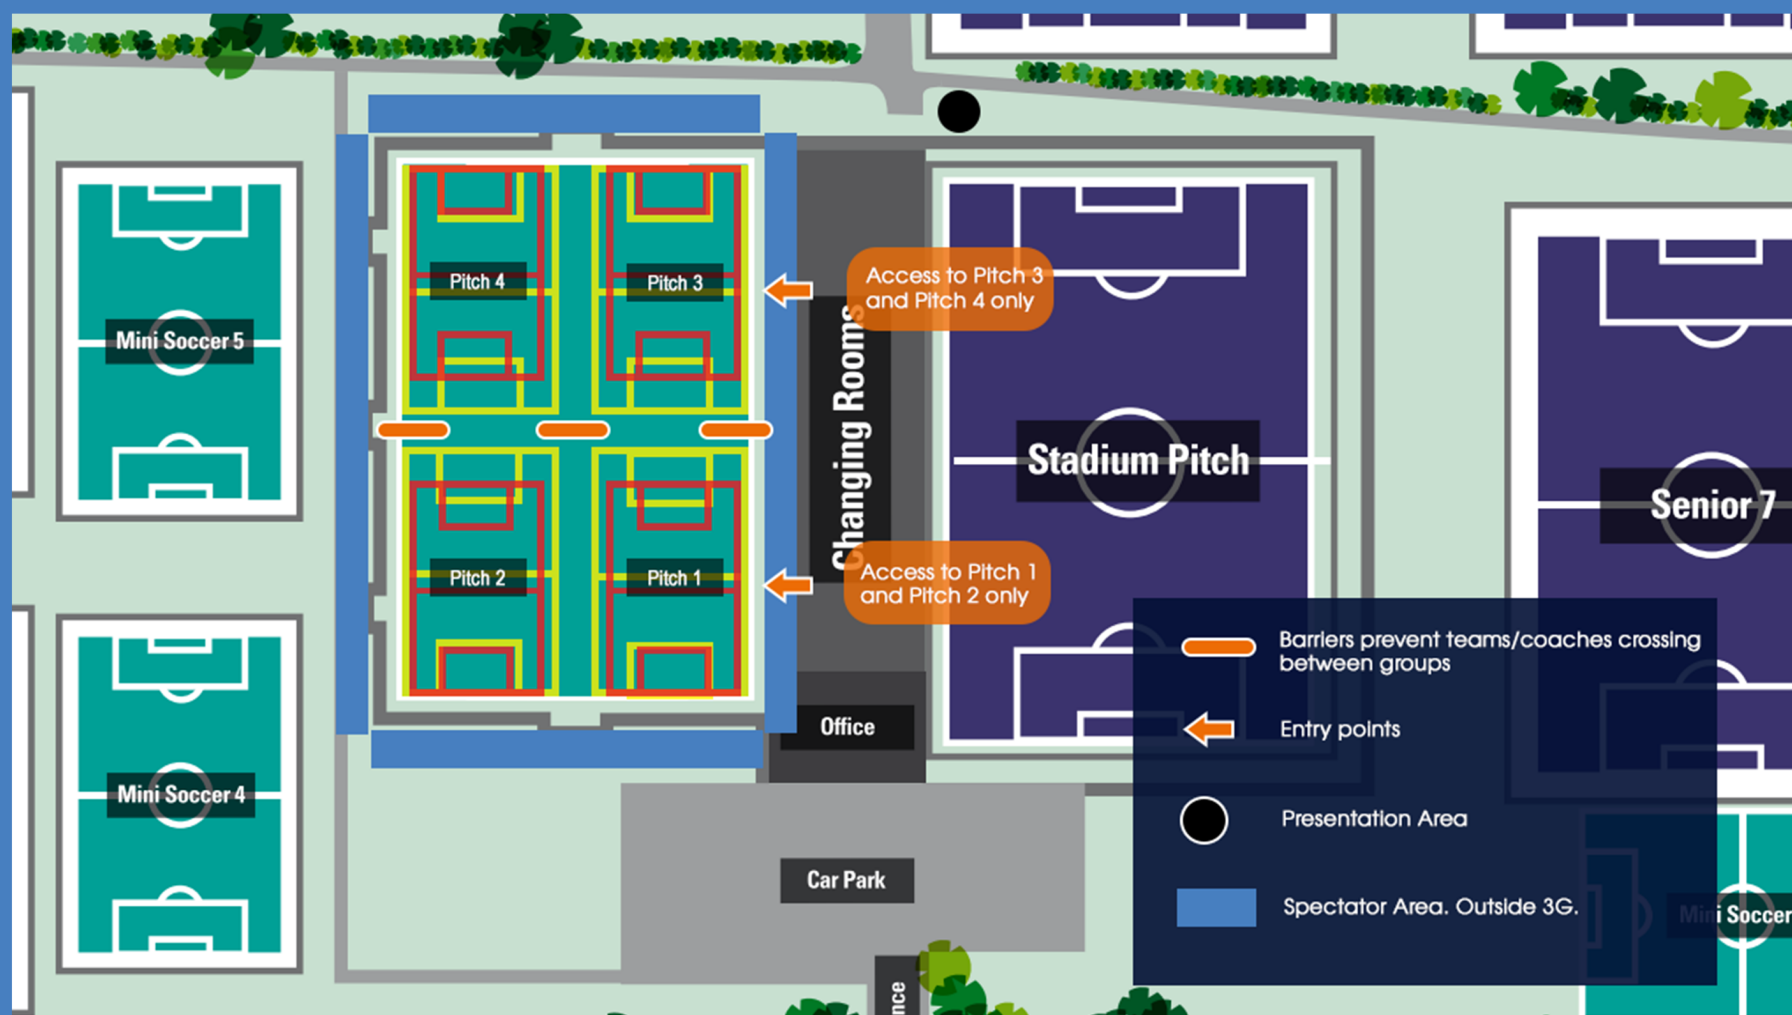 Pitch 4
Pitch 3
Access to Pitch 3
and Pitch 4 only
Mini Soccer 5
Changing Rooms
Stadium Pitch
Senior 7
Pitch 2
Pitch 1
Access to Pitch 1
and Pitch 2 only
Barriers prevent teams/coaches crossing
between groups
Office
Entry points
Mini Soccer 4
Presentation Area
Car Park
Spectator Area. Outside 3G.
Mini Soccer
nce